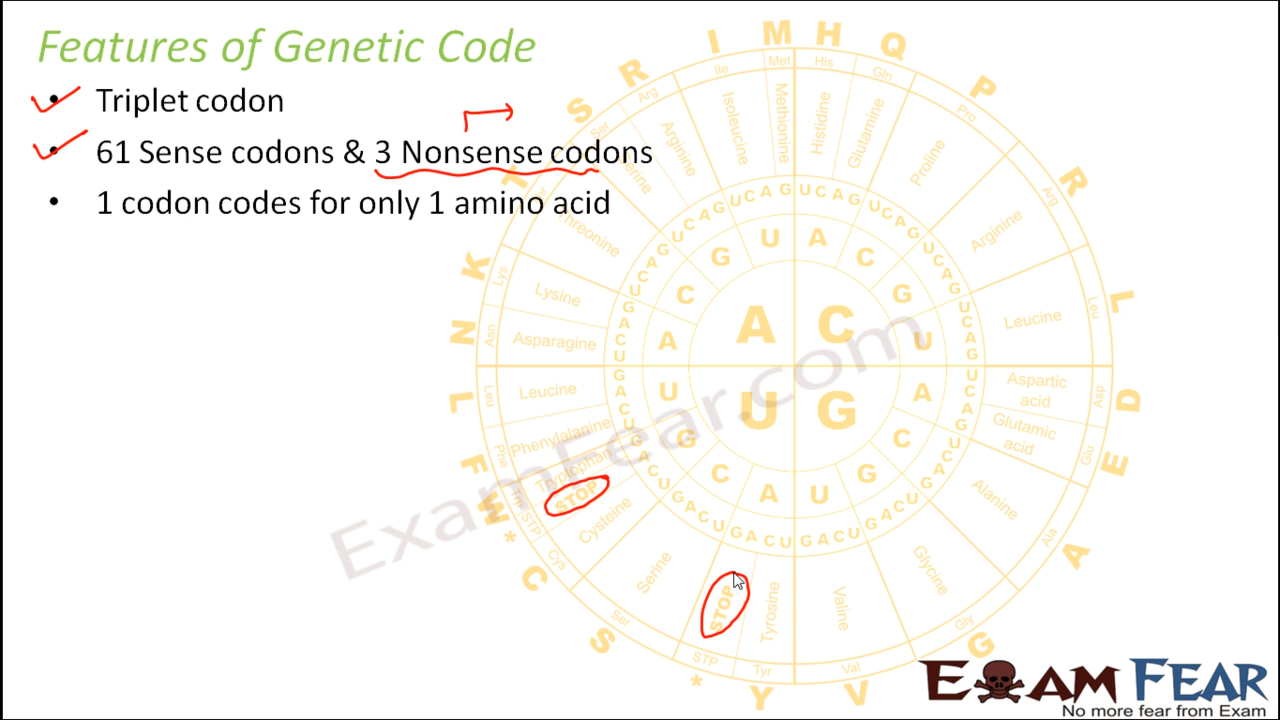 Features of Genetic Code
• Triplet codon
• 61 Sense codons & 3 Nonsense codons
• 1 codon codes for only 1 amino acid
I M H Q P R L D E A G V Y * S C * W F L N K T S R
Ile Met His Gln Pro Arg Leu Asp Glu Ala Gly Val Tyr STP Ser Cys STP Phe Leu Asn Lys Ser Arg
Isoleucine
Methionine
Histidine
Glutamine
Proline
Arginine
Leucine
Aspartic
acid
Glutamic
acid
Alanine
Glycine
Valine
Tyrosine
STOP
Serine
Cysteine
STOP
Tryptophan
Phenylalanine
Leucine
Asparagine
Lysine
Threonine
Serine
Arginine
U C A G U C A G U C A G U C A G
U C A G U C A G U C A G U C A G
U C A G U C A G U C A G U C A G
U C A G U C A G U C A G U C A G
G U A C
C G
A U
A C
U G
U A
G C
C A U G
ExamFear.com
EXAM FEAR
No more fear from Exam